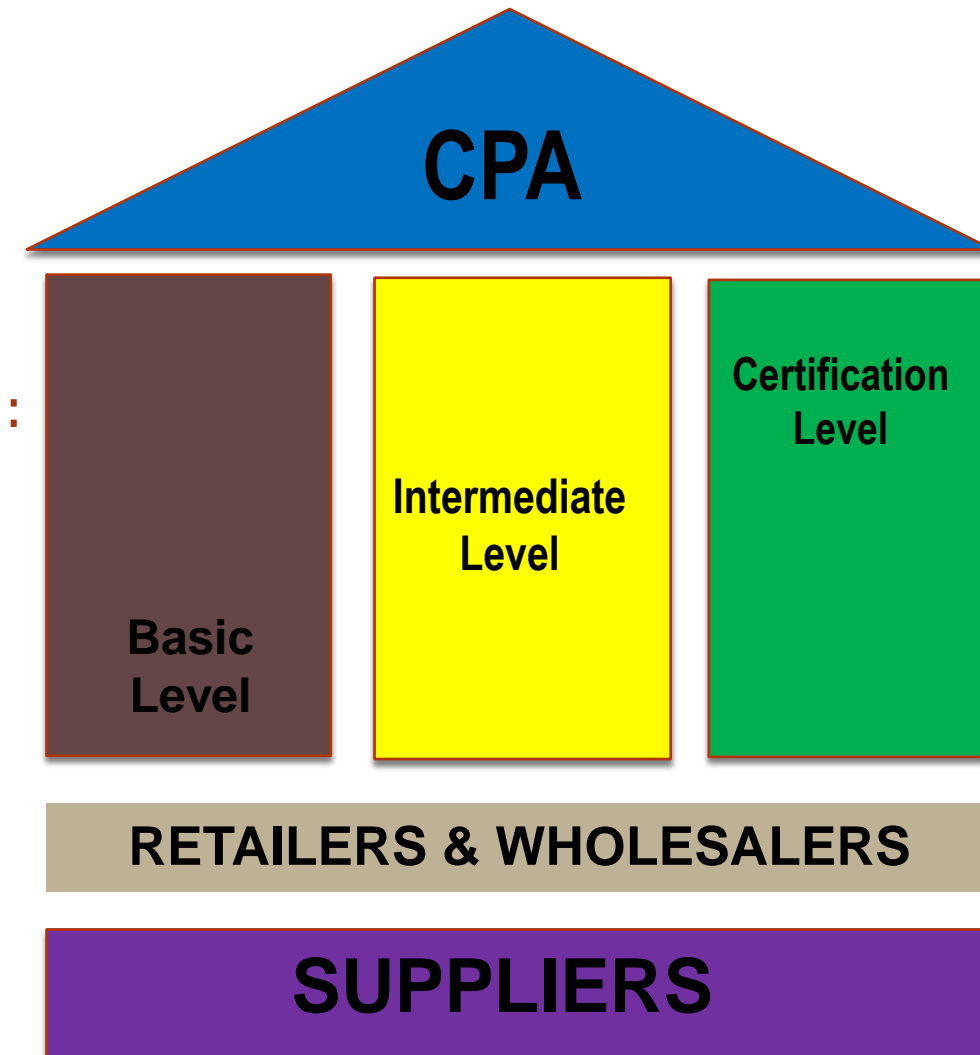 CPA
:
Certification
Level
Intermediate
Level
Basic
Level
RETAILERS & WHOLESALERS
SUPPLIERS